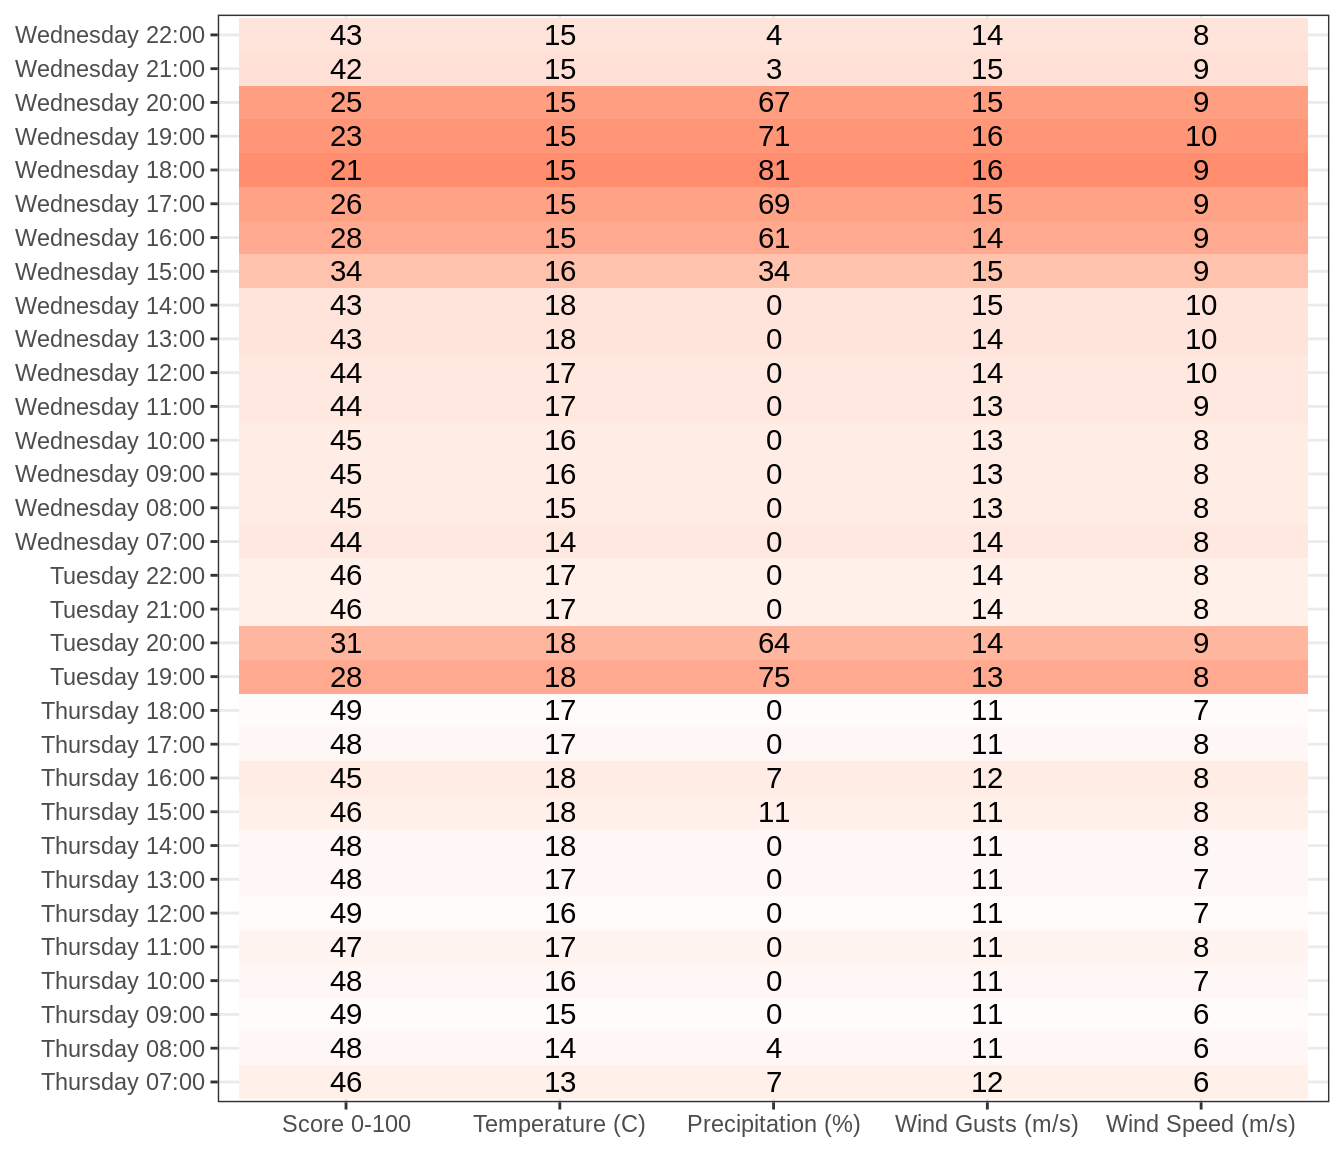 Wednesday 22:00 43 15 4 14 8
Wednesday 21:00 42 15 3 15 9
Wednesday 20:00 25 15 67 15 9
Wednesday 19:00 23 15 71 16 10
Wednesday 18:00 21 15 81 16 9
Wednesday 17:00 26 15 69 15 9
Wednesday 16:00 28 15 61 14 9
Wednesday 15:00 34 16 34 15 9
Wednesday 14:00 43 18 0 15 10
Wednesday 13:00 43 18 0 14 10
Wednesday 12:00 44 17 0 14 10
Wednesday 11:00 44 17 0 13 9
Wednesday 10:00 45 16 0 13 8
Wednesday 09:00 45 16 0 13 8
Wednesday 08:00 45 15 0 13 8
Wednesday 07:00 44 14 0 14 8
Tuesday 22:00 46 17 0 14 8
Tuesday 21:00 46 17 0 14 8
Tuesday 20:00 31 18 64 14 9
Tuesday 19:00 28 18 75 13 8
Thursday 18:00 49 17 0 11 7
Thursday 17:00 48 17 0 11 8
Thursday 16:00 45 18 7 12 8
Thursday 15:00 46 18 11 11 8
Thursday 14:00 48 18 0 11 8
Thursday 13:00 48 17 0 11 7
Thursday 12:00 49 16 0 11 7
Thursday 11:00 47 17 0 11 8
Thursday 10:00 48 16 0 11 7
Thursday 09:00 49 15 0 11 6
Thursday 08:00 48 14 4 11 6
Thursday 07:00 46 13 7 12 6
Score 0-100 Temperature (C) Precipitation (%) Wind Gusts (m/s) Wind Speed (m/s)